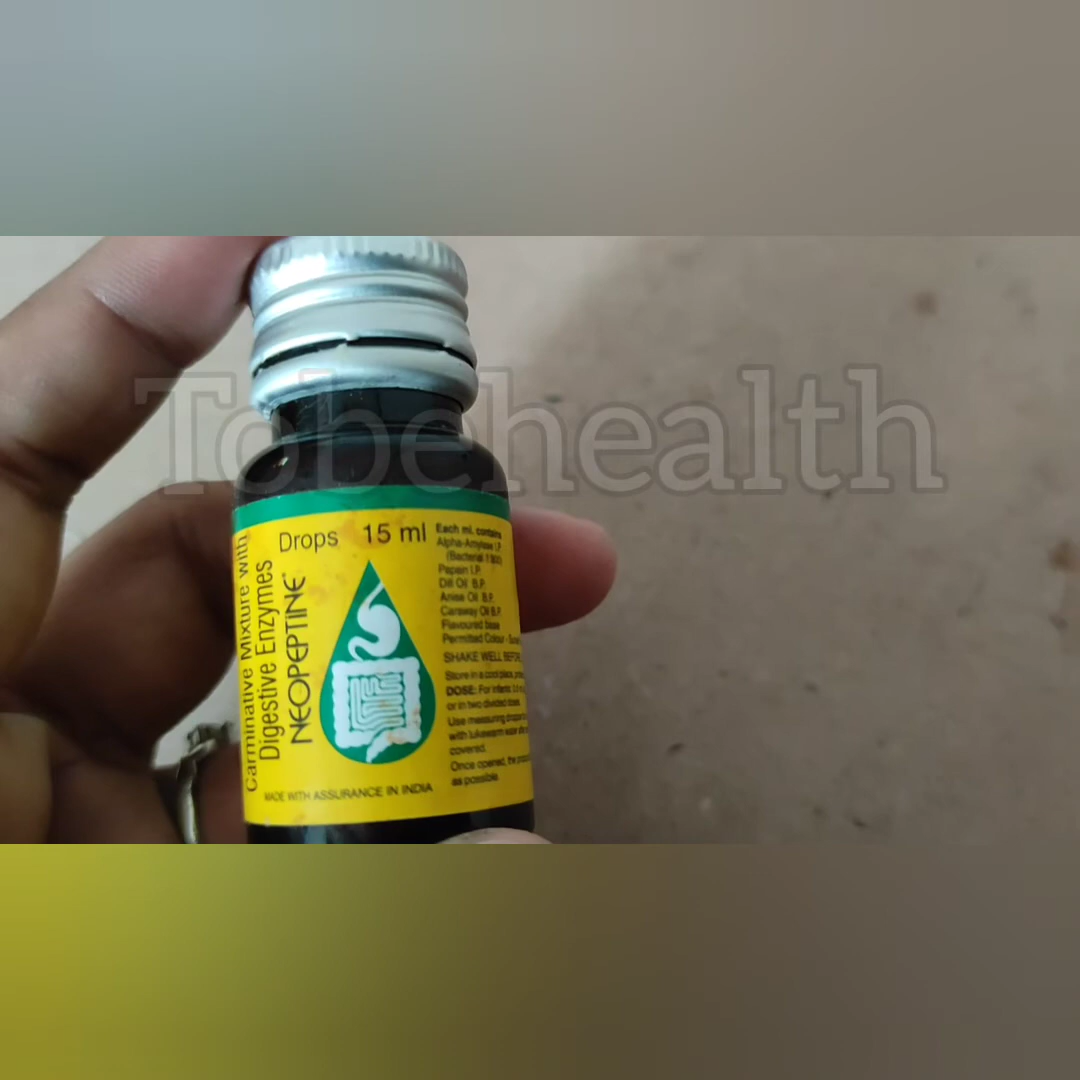 Tobehealth
Drops 15 ml
Carminative Mixture with
Digestive Enzymes
NEOPEPTINE
MADE WITH ASSURANCE IN INDIA
Each ml. contains
Alpha-Amylase I.P.
(Bacterial
Papain I.P.
Dill Oil B.P.
Anise Oil B.P.
Caraway Oil B.P.
Flavoured base
Permitted Colour -
SHAKE WELL
Store in a cool place,
DOSE: For infants
or in two divided doses.
Use measuring dropper
with lukewarm water
covered.
Once opened, the
as possible.